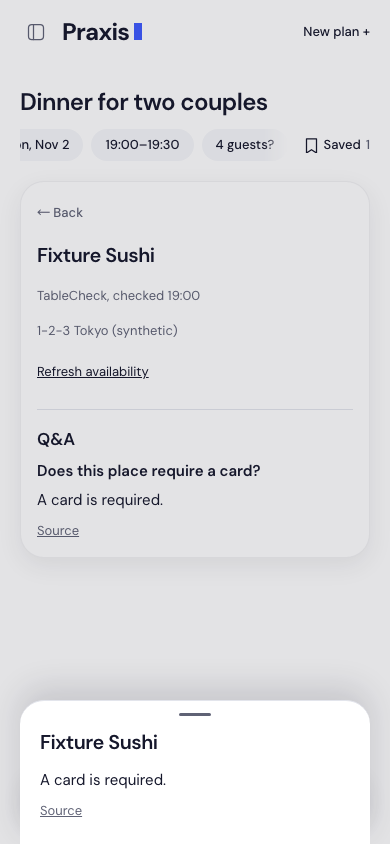 Praxis
New plan +
Dinner for two couples
n, Nov 2
19:00–19:30
4 guests?
Saved 1
← Back
Fixture Sushi
TableCheck, checked 19:00
1-2-3 Tokyo (synthetic)
Refresh availability
Q&A
Does this place require a card?
A card is required.
Source
Fixture Sushi
A card is required.
Source